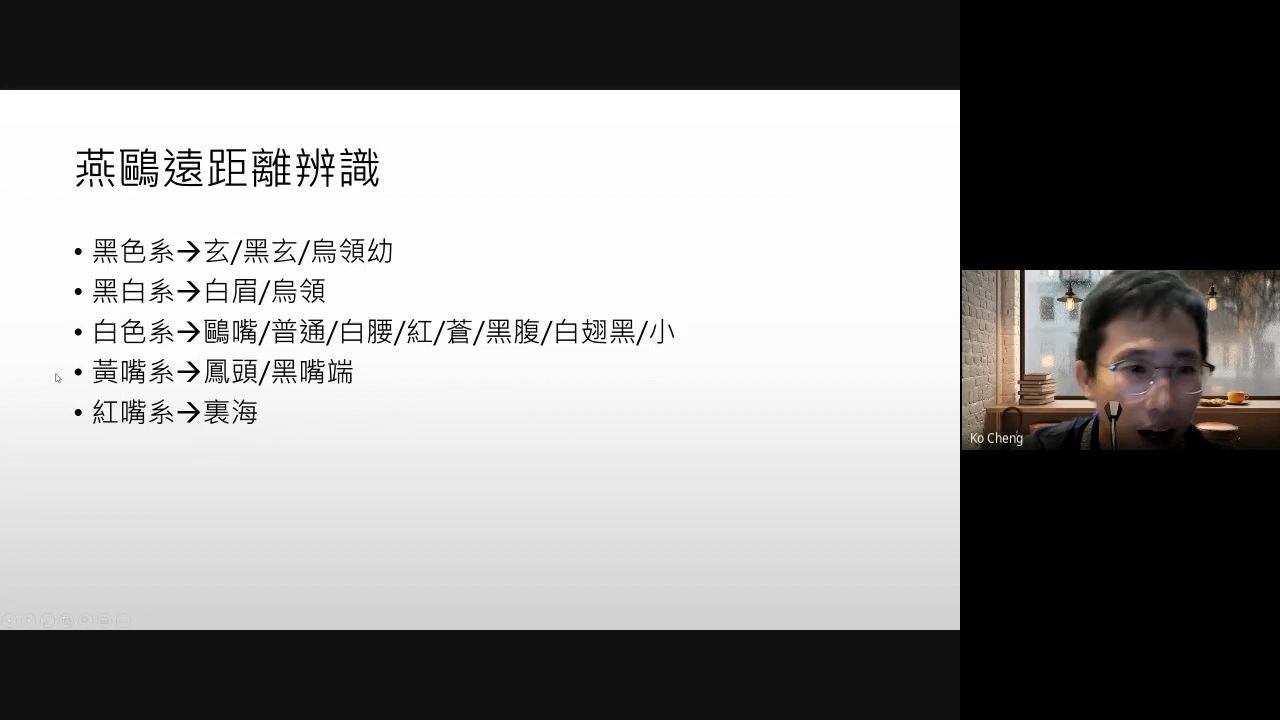 燕鷗遠距離辨識
• 黑色系→玄/黑玄/烏領幼
• 黑白系→白眉/烏領
• 白色系→鷗嘴/普通/白腰/紅/蒼/黑腹/白翅黑/小
• 黃嘴系→鳳頭/黑嘴端
• 紅嘴系→裏海
Ko Cheng